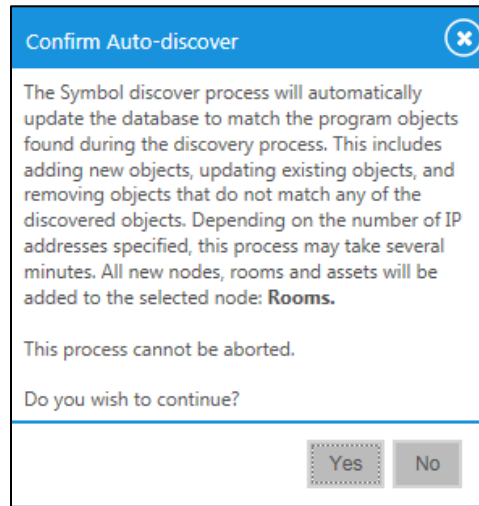 Confirm Auto-discover
The Symbol discover process will automatically
update the database to match the program objects
found during the discovery process. This includes
adding new objects, updating existing objects, and
removing objects that do not match any of the
discovered objects. Depending on the number of IP
addresses specified, this process may take several
minutes. All new nodes, rooms and assets will be
added to the selected node: Rooms.
This process cannot be aborted.
Do you wish to continue?
Yes No